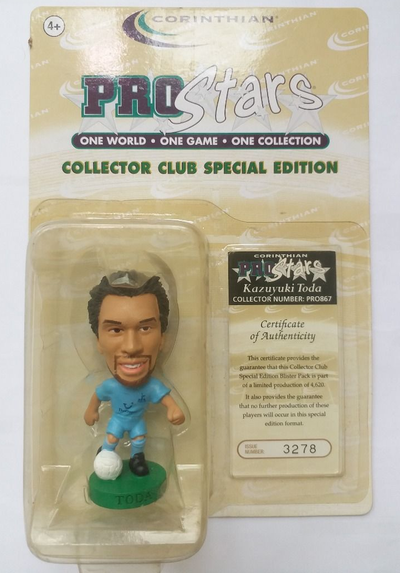 4+
CORINTHIAN
PROStars
ONE WORLD • ONE GAME • ONE COLLECTION
COLLECTOR CLUB SPECIAL EDITION
CORINTHIAN
PROStars
Kazuyuki Toda
COLLECTOR NUMBER: PRO867
Certificate
of Authenticity
This certificate provides the
guarantee that this Collector Club
Special Edition Blister Pack is part
of a limited production of 4,620.
It also provides the guarantee
that no further production of these
players will occur in this special
edition format.
3278
TODA